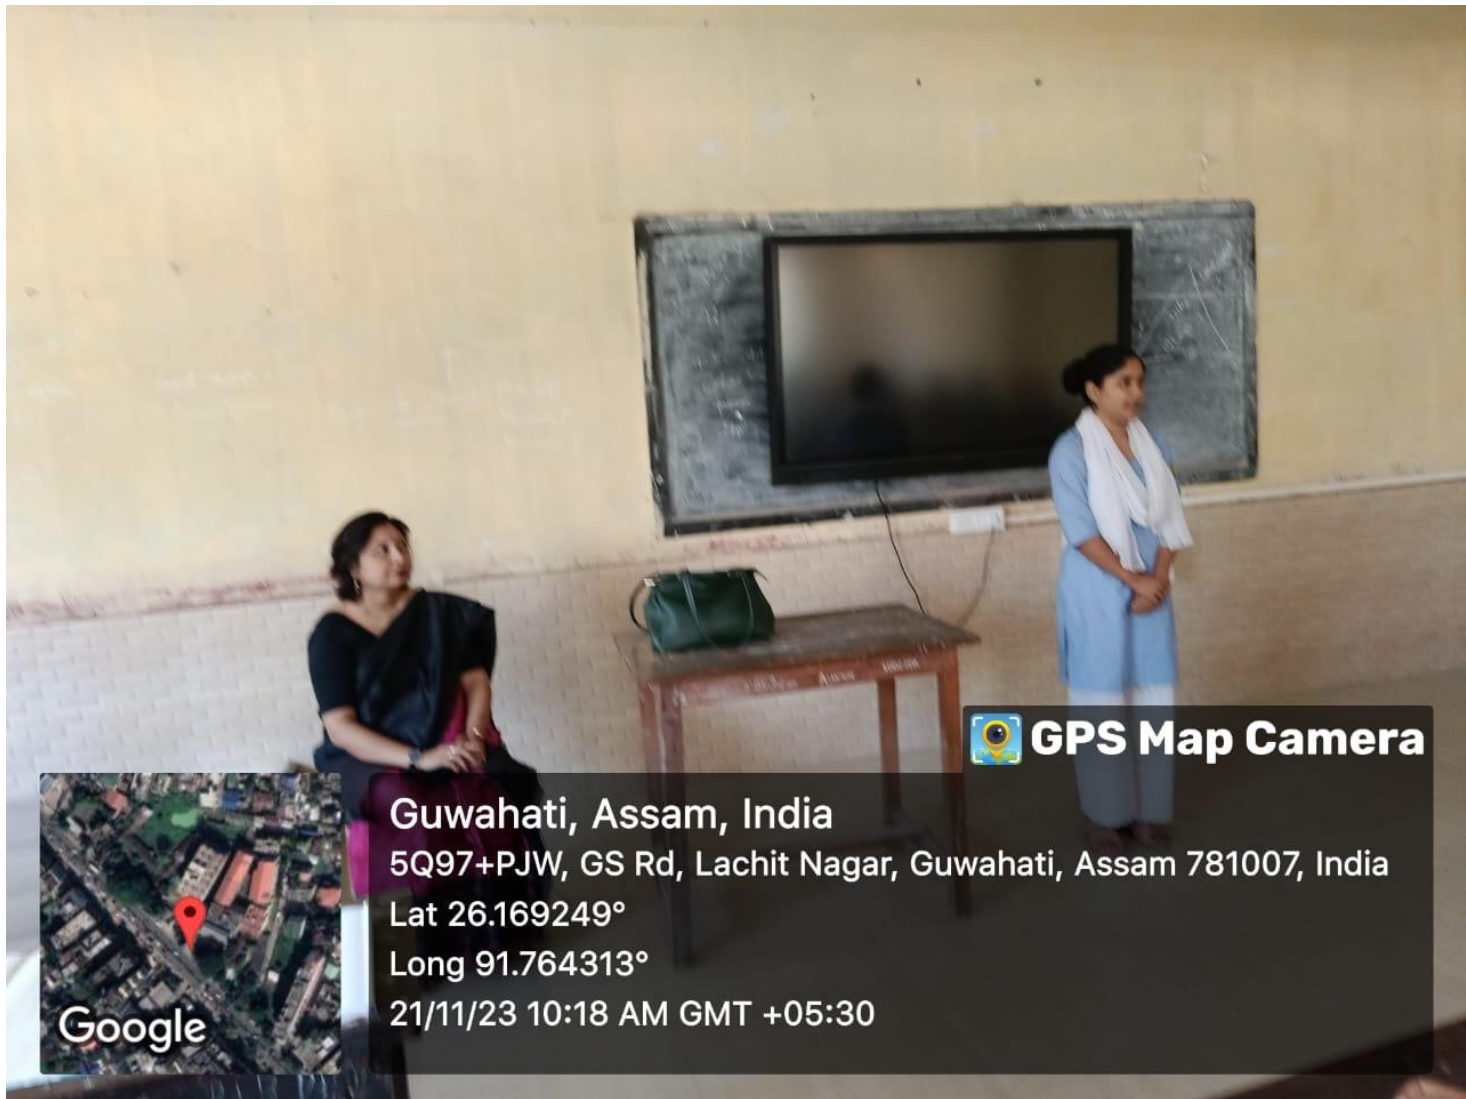 GPS Map Camera
Guwahati, Assam, India
5Q97+PJW, GS Rd, Lachit Nagar, Guwahati, Assam 781007, India
Lat 26.169249°
Long 91.764313°
21/11/23 10:18 AM GMT +05:30
Google